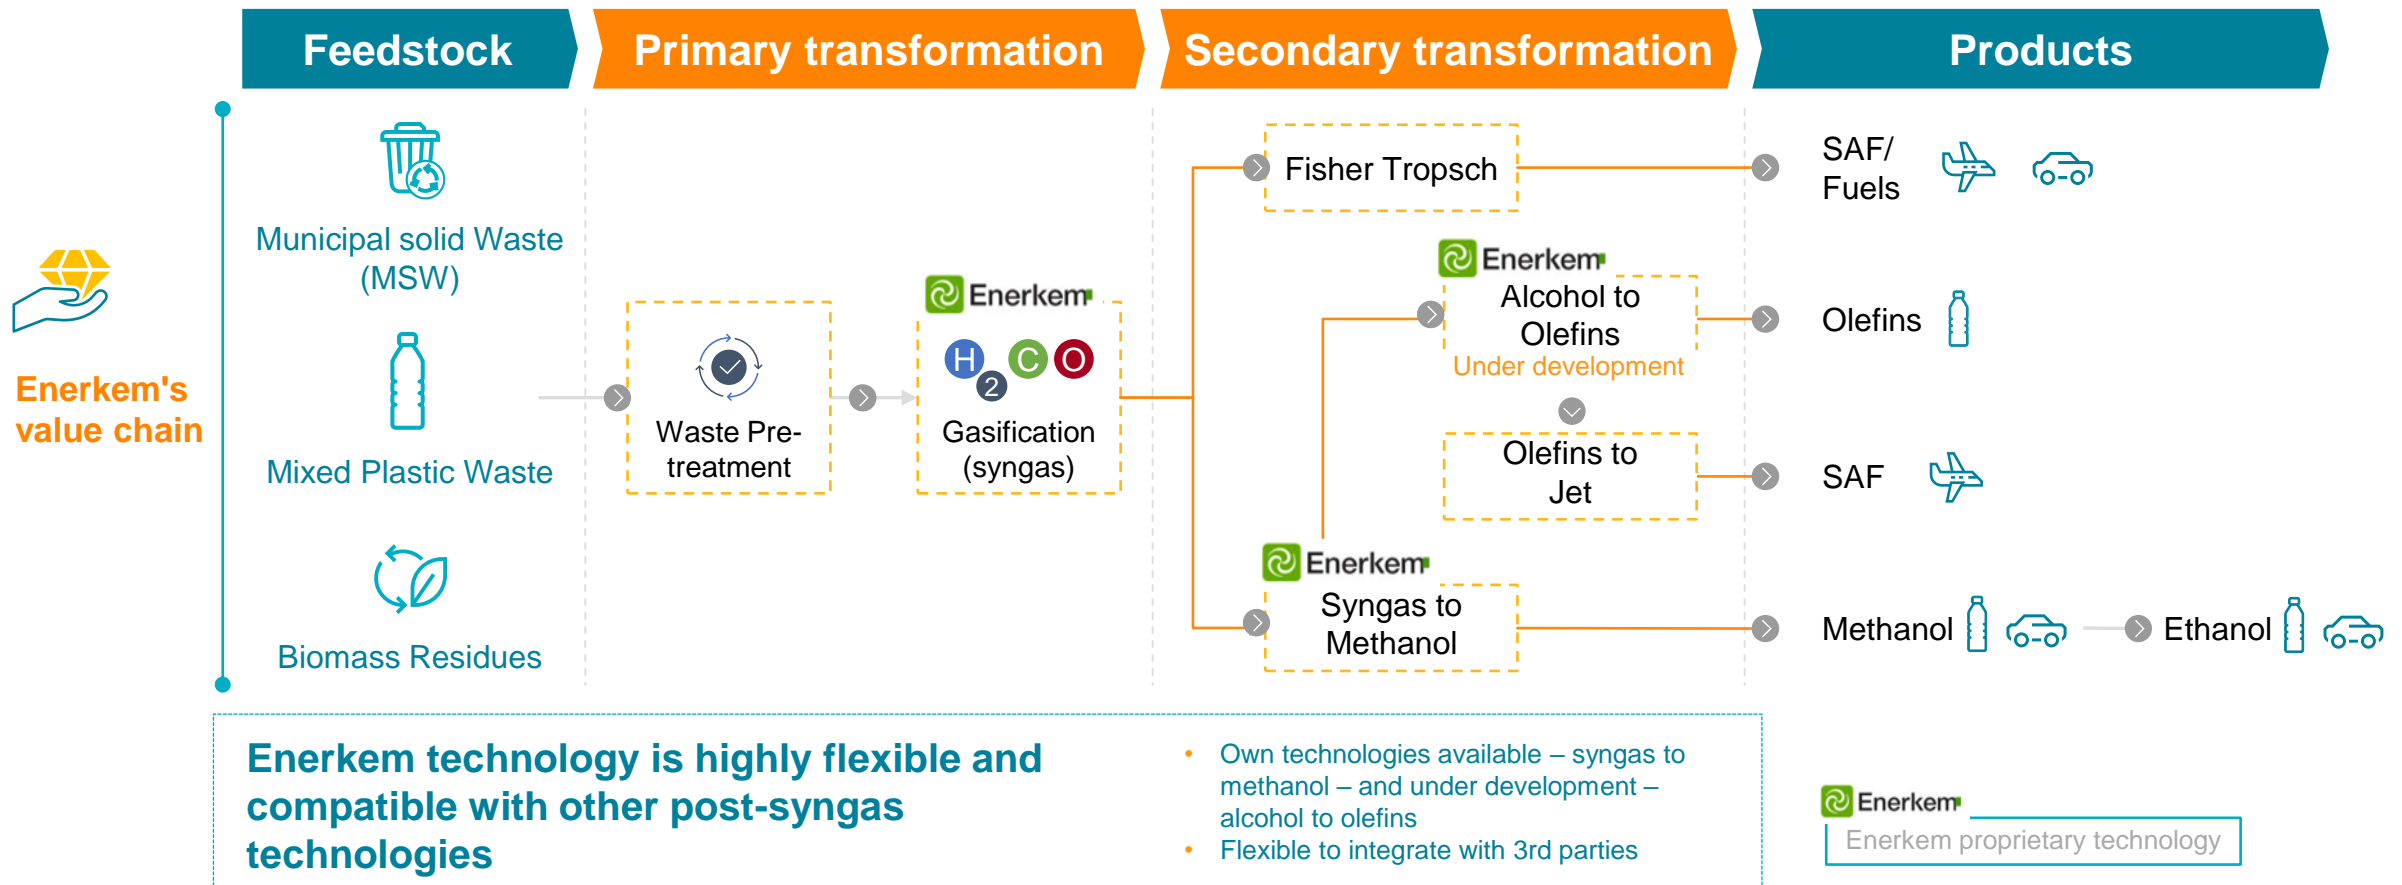 Feedstock
Primary transformation
Secondary transformation
Products
Enerkem's
value chain
Municipal solid Waste
(MSW)
Mixed Plastic Waste
Biomass Residues
Waste Pre-
treatment
Enerkem
H2CO
Gasification
(syngas)
Fisher Tropsch
Enerkem
Alcohol to
Olefins
Under development
Olefins to
Jet
Enerkem
Syngas to
Methanol
SAF/
Fuels
Olefins
SAF
Methanol
Ethanol
Enerkem technology is highly flexible and
compatible with other post-syngas
technologies
• Own technologies available – syngas to
methanol – and under development –
alcohol to olefins
• Flexible to integrate with 3rd parties
Enerkem
Enerkem proprietary technology